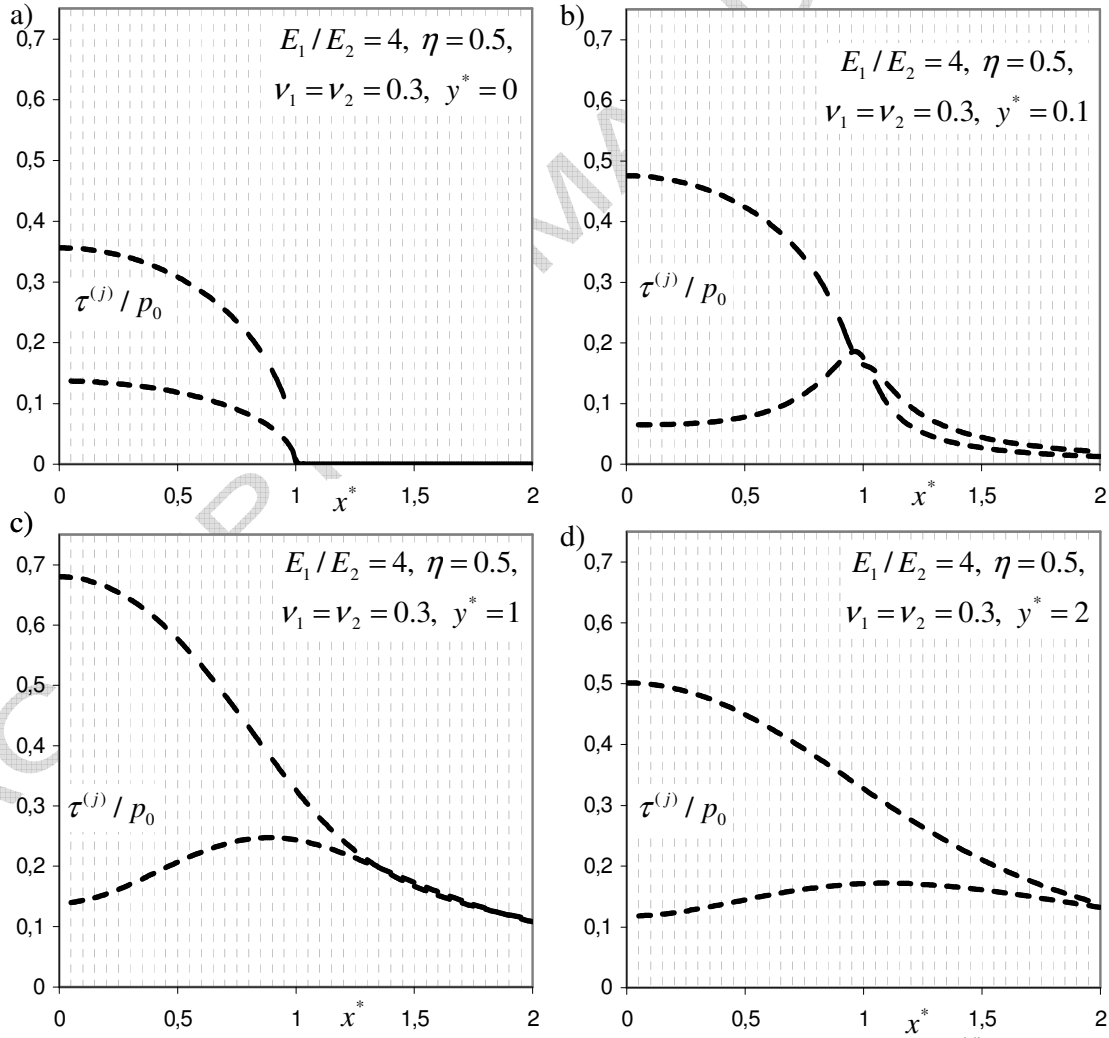 a)
E₁ / E₂ = 4, η = 0.5,
ν₁ = ν₂ = 0.3, y* = 0
τ⁽ʲ⁾ / p₀
0,7
0,6
0,5
0,4
0,3
0,2
0,1
0
0 0,5 1 1,5 2
x*
b)
E₁ / E₂ = 4, η = 0.5,
ν₁ = ν₂ = 0.3, y* = 0.1
τ⁽ʲ⁾ / p₀
0,7
0,6
0,5
0,4
0,3
0,2
0,1
0
0 0,5 1 1,5 2
x*
c)
E₁ / E₂ = 4, η = 0.5,
ν₁ = ν₂ = 0.3, y* = 1
τ⁽ʲ⁾ / p₀
0,7
0,6
0,5
0,4
0,3
0,2
0,1
0
0 0,5 1 1,5 2
x*
d)
E₁ / E₂ = 4, η = 0.5,
ν₁ = ν₂ = 0.3, y* = 2
τ⁽ʲ⁾ / p₀
0,7
0,6
0,5
0,4
0,3
0,2
0,1
0
0 0,5 1 1,5 2
x*